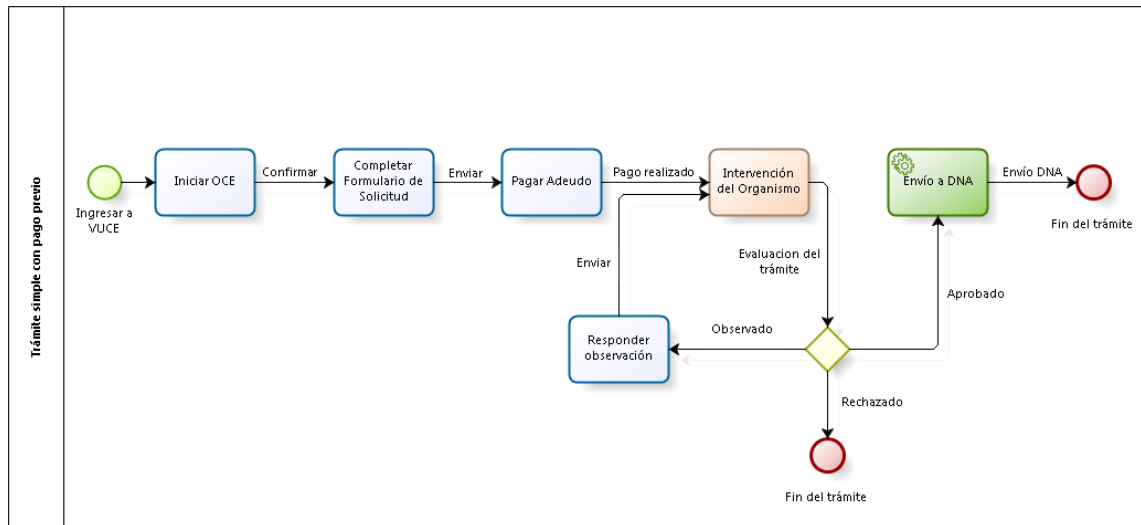 Trámite simple con pago previo
Ingresar a
VUCE
Iniciar OCE
Confirmar
Completar
Formulario de
Solicitud
Enviar
Pagar Adeudo
Pago realizado
Intervención
del Organismo
Envío a DNA
Envío DNA
Fin del trámite
Evaluacion del
trámite
Enviar
Aprobado
Observado
Responder
observación
Rechazado
Fin del trámite